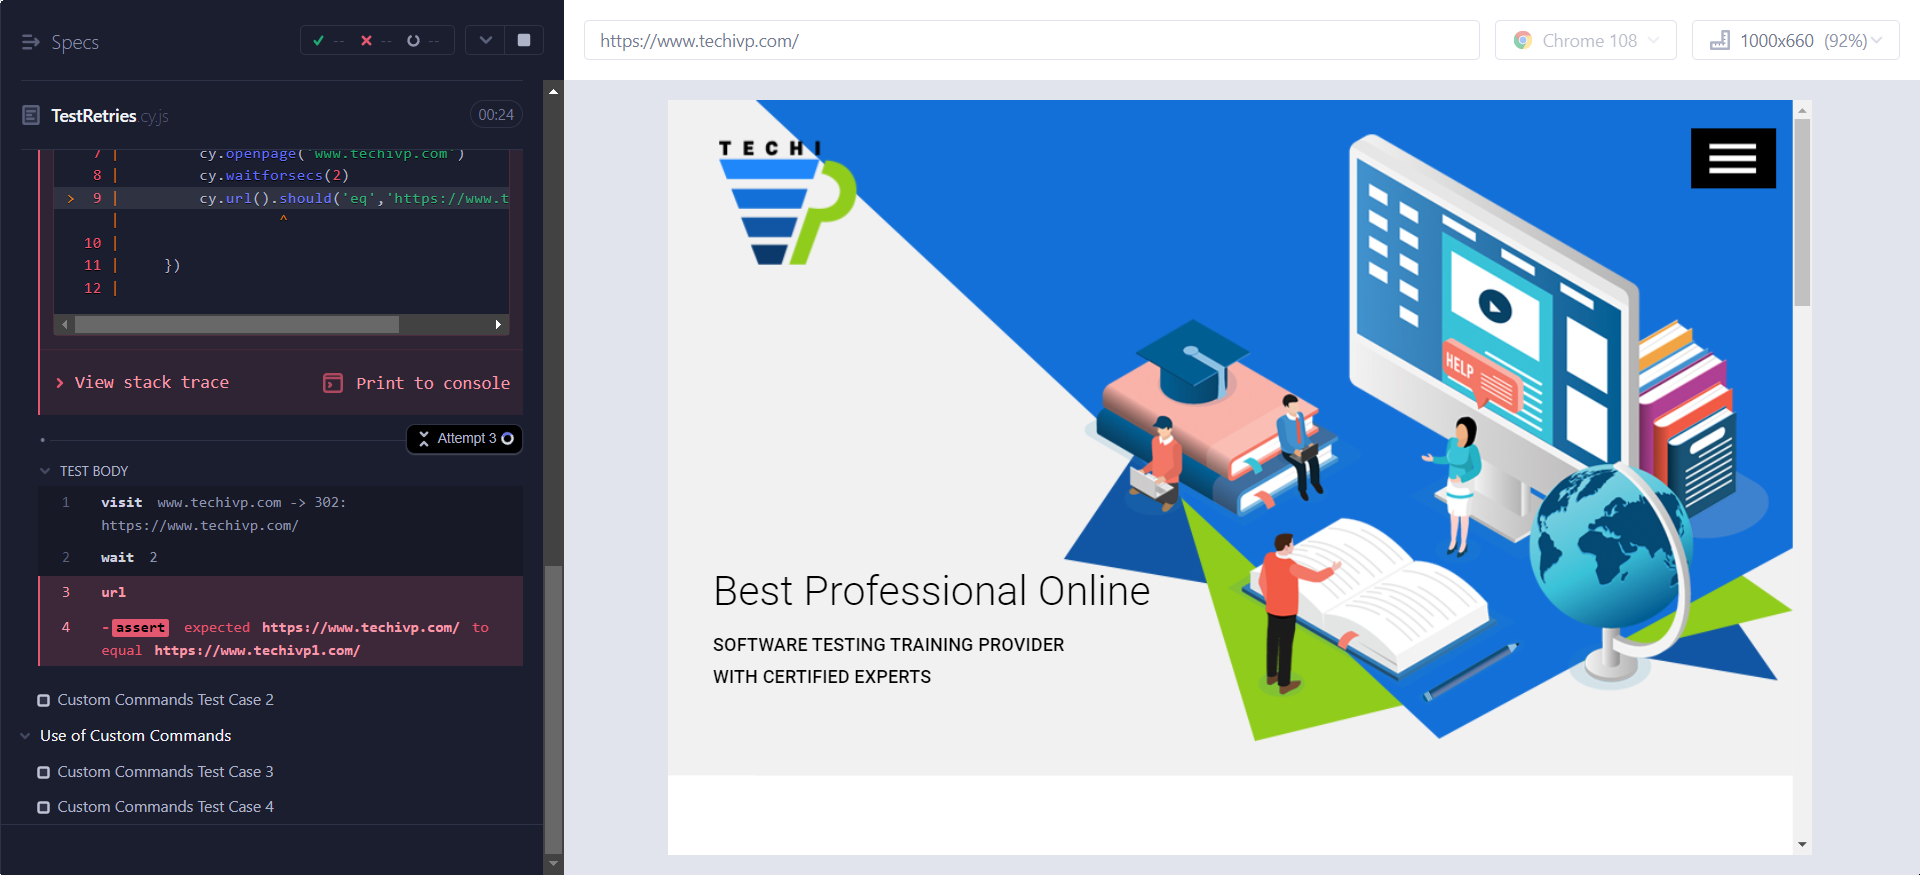 Specs
-- -- --
https://www.techivp.com/
Chrome 108
1000x660 (92%)
TestRetries.cy.js
00:24
7 | cy.openpage('www.techivp.com')
8 | cy.waitforsecs(2)
> 9 | cy.url().should('eq','https://www.t
| ^
10 |
11 | })
12 |
> View stack trace
Print to console
Attempt 3
TEST BODY
1 visit www.techivp.com -> 302:
https://www.techivp.com/
2 wait 2
3 url
4 -assert expected https://www.techivp.com/ to
equal https://www.techivp1.com/
Custom Commands Test Case 2
Use of Custom Commands
Custom Commands Test Case 3
Custom Commands Test Case 4
TECHI
VP
HELP
Best Professional Online
SOFTWARE TESTING TRAINING PROVIDER
WITH CERTIFIED EXPERTS